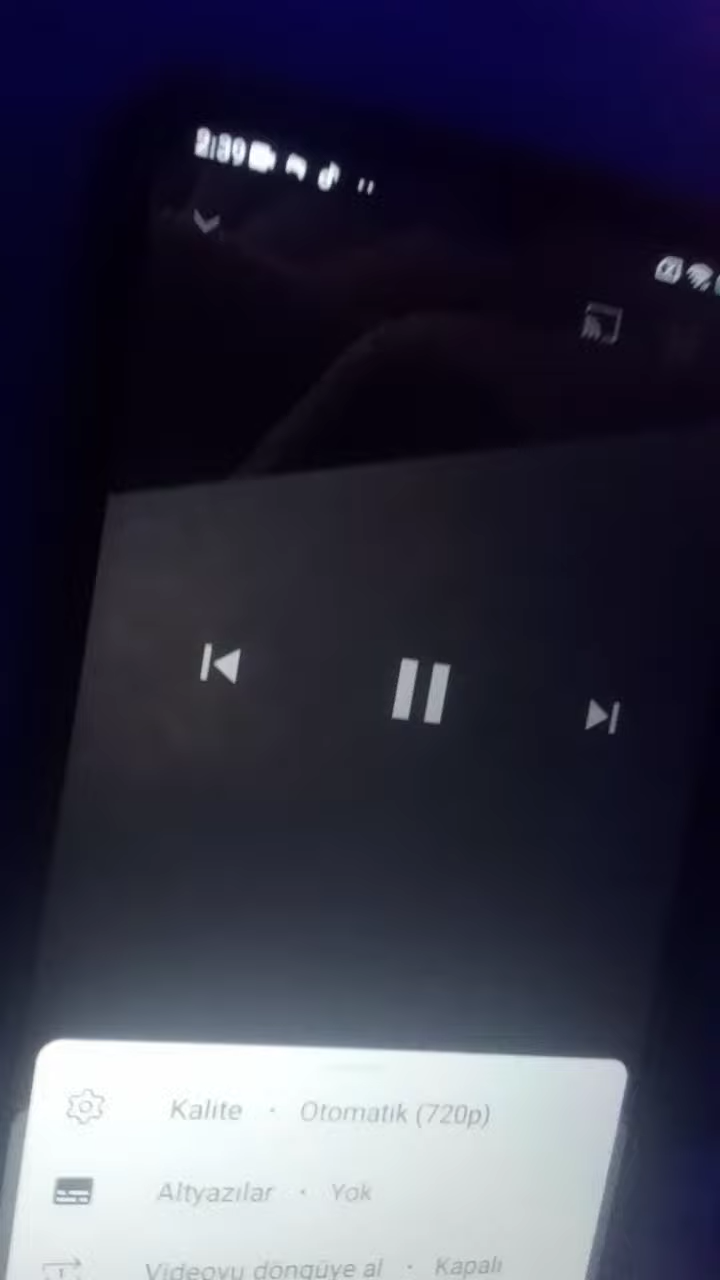 Kalite · Otomatik (720p)
Altyazılar · Yok
Videoyu döngüye al · Kapalı